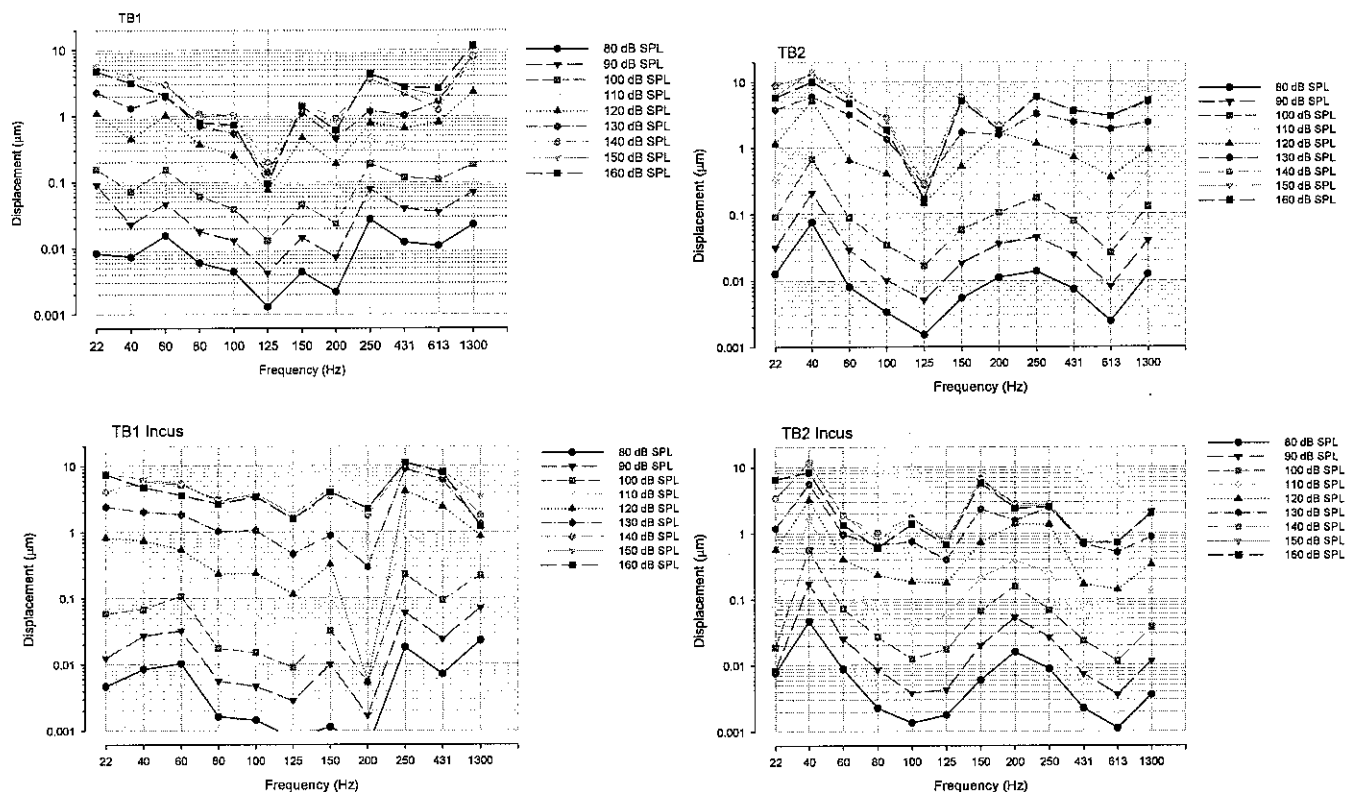 TB1
Displacement (µm)
10
1
0.1
0.01
0.001
22 40 60 80 100 125 150 200 250 431 613 1300
Frequency (Hz)
80 dB SPL
90 dB SPL
100 dB SPL
110 dB SPL
120 dB SPL
130 dB SPL
140 dB SPL
150 dB SPL
160 dB SPL
TB2
Displacement (µm)
10
1
0.1
0.01
0.001
22 40 60 100 125 150 200 250 431 613 1300
Frequency (Hz)
80 dB SPL
90 dB SPL
100 dB SPL
110 dB SPL
120 dB SPL
130 dB SPL
140 dB SPL
150 dB SPL
160 dB SPL
TB1 Incus
Displacement (µm)
10
1
0.1
0.01
0.001
22 40 60 80 100 125 150 200 250 431 1300
Frequency (Hz)
80 dB SPL
90 dB SPL
100 dB SPL
110 dB SPL
120 dB SPL
130 dB SPL
140 dB SPL
150 dB SPL
160 dB SPL
TB2 Incus
Displacement (µm)
10
1
0.1
0.01
0.001
22 40 60 80 100 125 150 200 250 431 613 1300
Frequency (Hz)
80 dB SPL
90 dB SPL
100 dB SPL
110 dB SPL
120 dB SPL
130 dB SPL
140 dB SPL
150 dB SPL
160 dB SPL